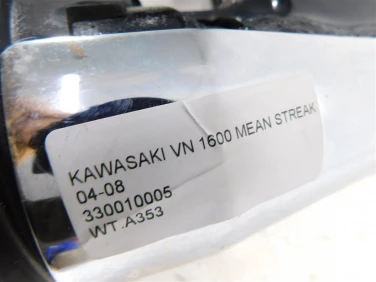 KAWASAKI VN 1600 MEAN STREAK
04-08
330010005
WT.A353